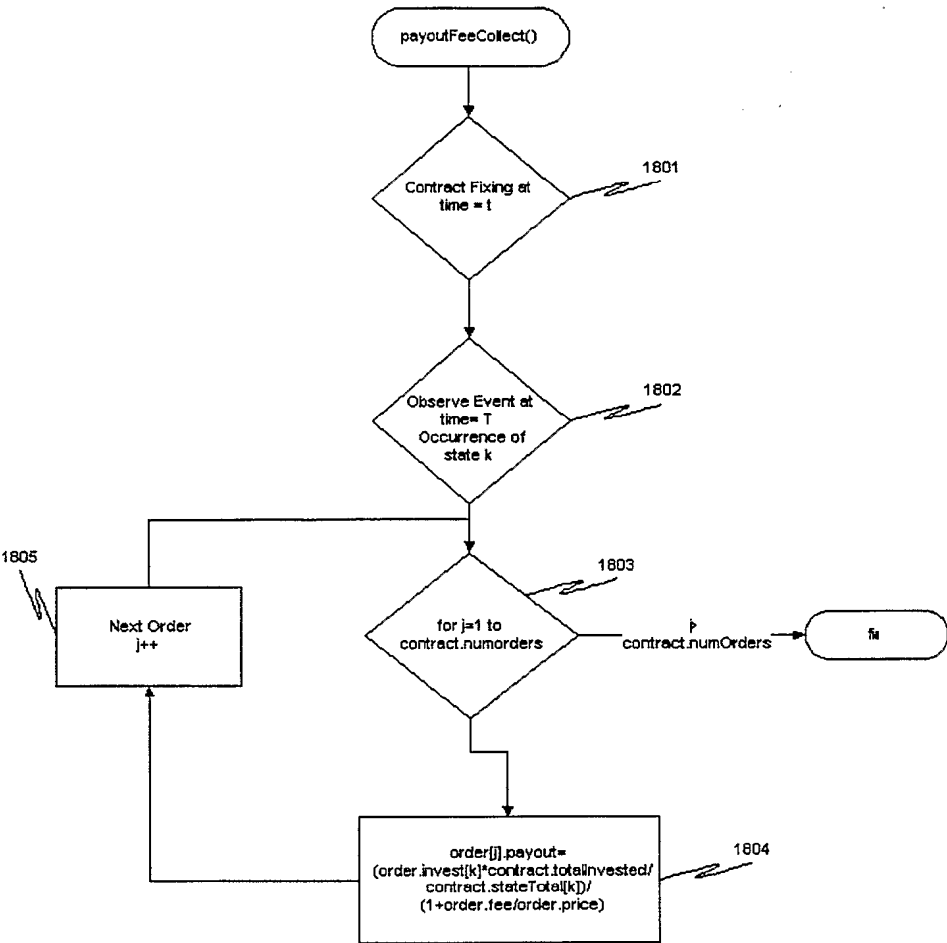 payoutFeeCollect()
Contract Fixing at
time = t
1801
Observe Event at
time= T
Occurrence of
state k
1802
1805
Next Order
j++
for j=1 to
contract.numorders
1803
contract.numOrders
order[j].payout=
(order.invest[k]*contract.totalInvested/
contract.stateTotal[k])/
(1+order.fee/order.price)
1804